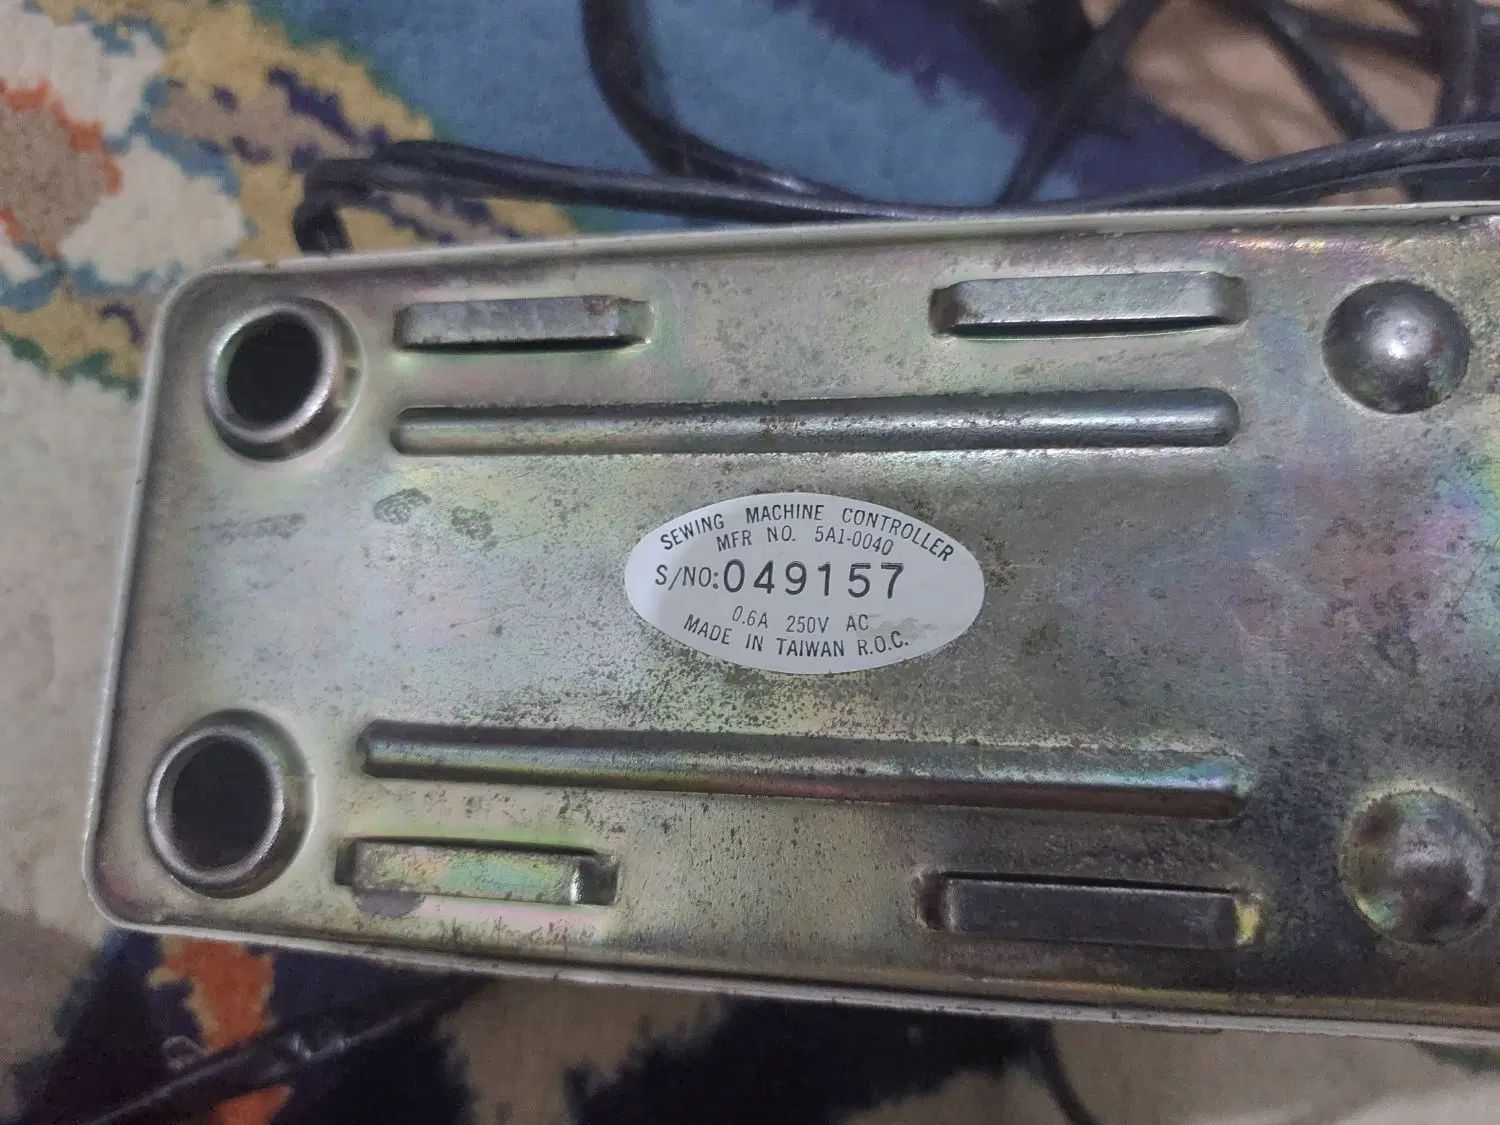 SEWING MACHINE CONTROLLER
MFR NO. 5A1-0040
S/NO:049157
0.6A 250V AC
MADE IN TAIWAN R.O.C.